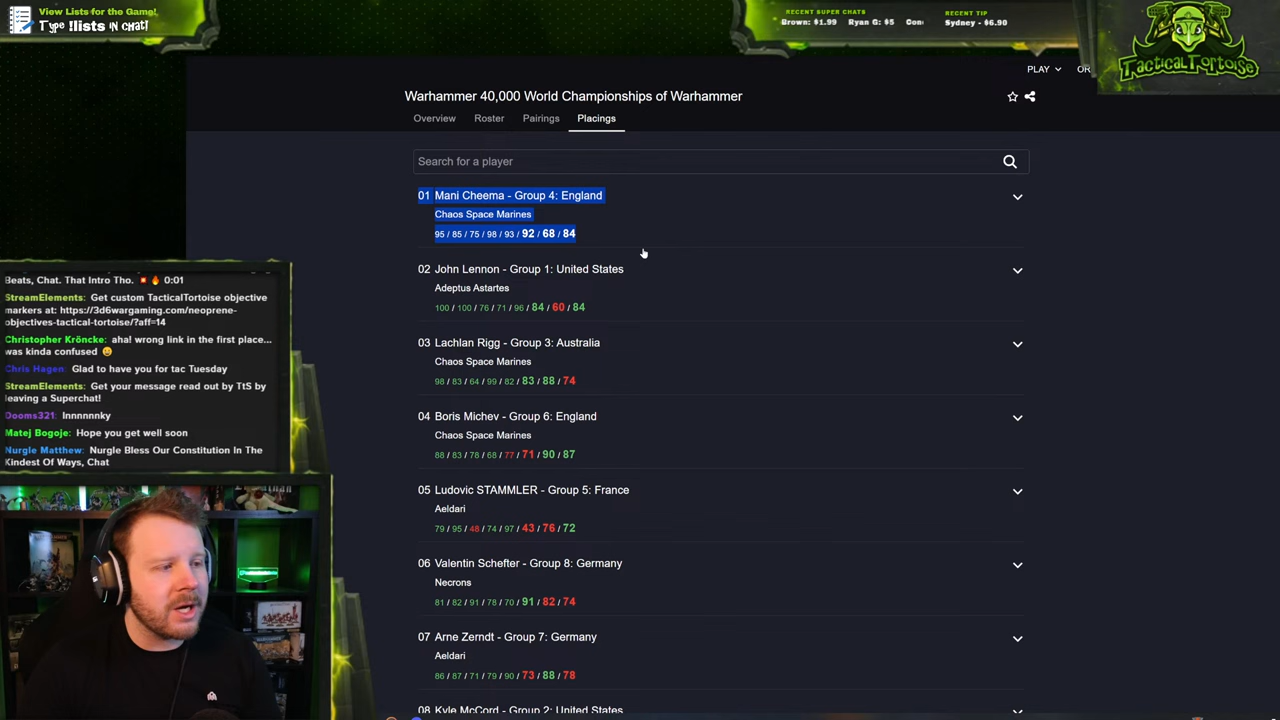 View Lists for the Game!
Type !lists in chat!
RECENT SUPER CHATS
Brown: $1.99 Ryan G: $5
RECENT TIP
Sydney - $6.90
TacticalTortoise
PLAY
Warhammer 40,000 World Championships of Warhammer
Overview Roster Pairings Placings
Search for a player
01 Mani Cheema - Group 4: England
Chaos Space Marines
95 / 85 / 75 / 98 / 93 / 92 / 68 / 84
02 John Lennon - Group 1: United States
Adeptus Astartes
100 / 100 / 76 / 71 / 96 / 84 / 60 / 84
03 Lachlan Rigg - Group 3: Australia
Chaos Space Marines
98 / 83 / 64 / 99 / 82 / 83 / 88 / 74
04 Boris Michev - Group 6: England
Chaos Space Marines
88 / 83 / 78 / 68 / 77 / 71 / 90 / 87
05 Ludovic STAMMLER - Group 5: France
Aeldari
79 / 95 / 48 / 74 / 97 / 43 / 76 / 72
06 Valentin Schefter - Group 8: Germany
Necrons
81 / 82 / 91 / 78 / 70 / 91 / 82 / 74
07 Arne Zerndt - Group 7: Germany
Aeldari
86 / 87 / 71 / 79 / 90 / 73 / 88 / 78
08 Kyle McCord - Group 2: United States
Beats, Chat. That Intro Tho. 0:01
StreamElements: Get custom TacticalTortoise objective
markers at: https://3d6wargaming.com/neoprene-
objectives-tactical-tortoise/?aff=14
Christopher Kröncke: aha! wrong link in the first place...
was kinda confused
Chris Hagen: Glad to have you for tac Tuesday
StreamElements: Get your message read out by TtS by
leaving a Superchat!
Dooms321: Innnnnnky
Matej Bogoje: Hope you get well soon
Nurgle Matthew: Nurgle Bless Our Constitution In The
Kindest Of Ways, Chat